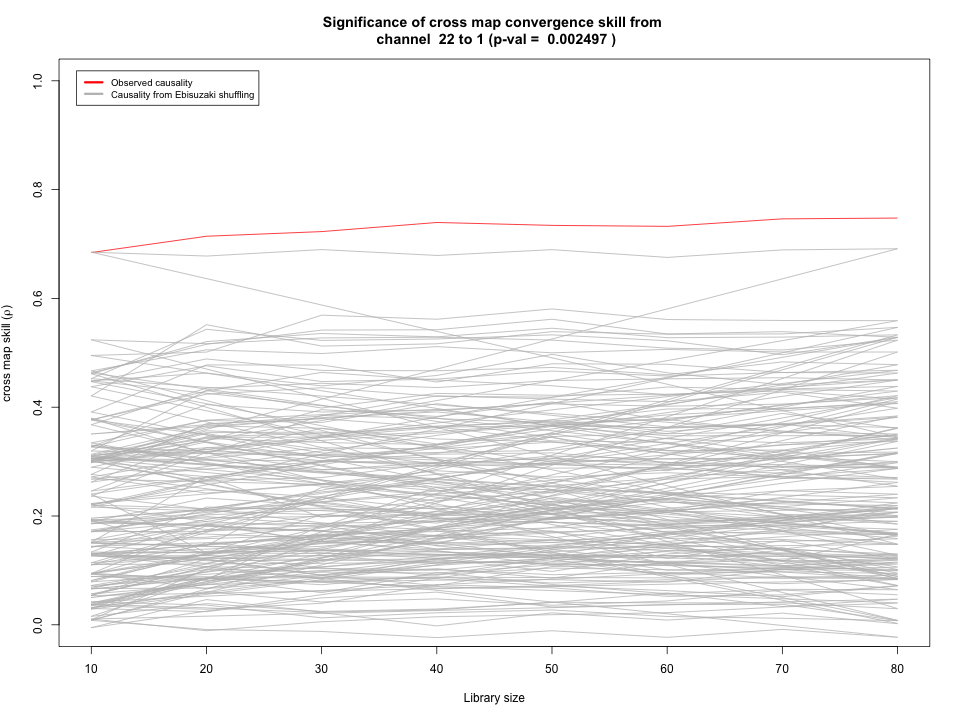 Significance of cross map convergence skill from
channel  22 to 1 (p-val =  0.002497 )
Observed causality
Causality from Ebisuzaki shuffling
cross map skill (ρ)
1.0
0.8
0.6
0.4
0.2
0.0
10 20 30 40 50 60 70 80
Library size